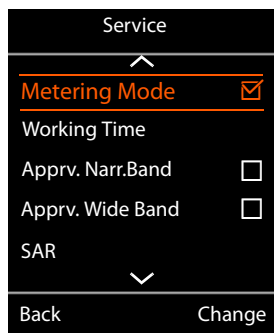 Service
Metering Mode
Working Time
Apprv. Narr.Band
Apprv. Wide Band
SAR
Back Change